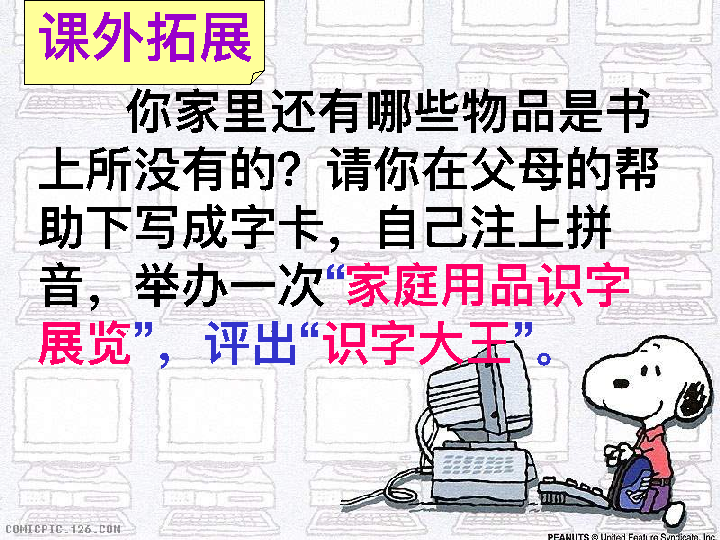 课外拓展
你家里还有哪些物品是书
上所没有的？请你在父母的帮
助下写成字卡，自己注上拼
音，举办一次“家庭用品识字
展览”，评出“识字大王”。
COMICPIC.126.COM
PEANUTS © United Feature Syndicate, Inc.